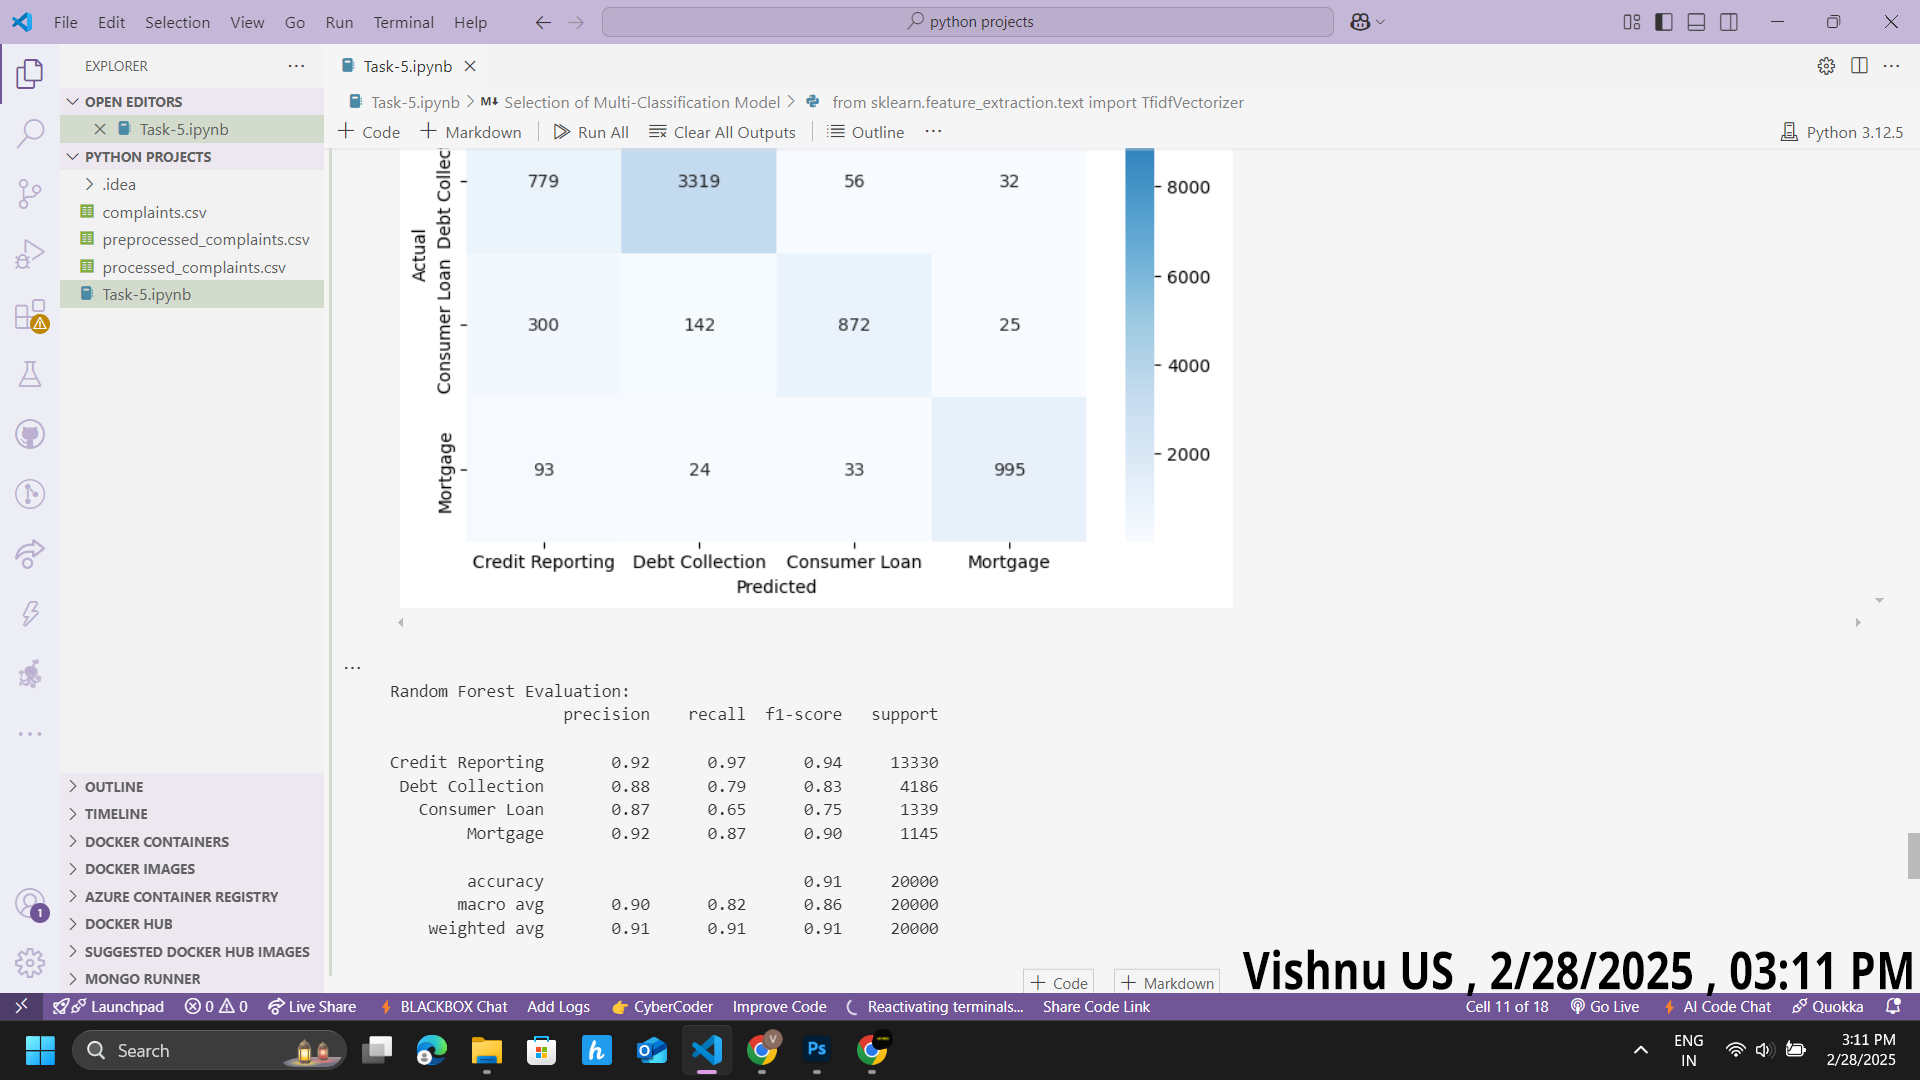 File Edit Selection View Go Run Terminal Help
python projects
EXPLORER
Task-5.ipynb
OPEN EDITORS
Task-5.ipynb
PYTHON PROJECTS
.idea
complaints.csv
preprocessed_complaints.csv
processed_complaints.csv
Task-5.ipynb
OUTLINE
TIMELINE
DOCKER CONTAINERS
DOCKER IMAGES
AZURE CONTAINER REGISTRY
DOCKER HUB
SUGGESTED DOCKER HUB IMAGES
MONGO RUNNER
1
Task-5.ipynb > M↓ Selection of Multi-Classification Model > from sklearn.feature_extraction.text import TfidfVectorizer
+ Code + Markdown Run All Clear All Outputs Outline ...
Python 3.12.5
Actual
Debt Collec
779 3319 56 32
Consumer Loan
300 142 872 25
Mortgage
93 24 33 995
Credit Reporting Debt Collection Consumer Loan Mortgage
Predicted
8000
6000
4000
2000
...
Random Forest Evaluation:
precision recall f1-score support
Credit Reporting 0.92 0.97 0.94 13330
Debt Collection 0.88 0.79 0.83 4186
Consumer Loan 0.87 0.65 0.75 1339
Mortgage 0.92 0.87 0.90 1145
accuracy 0.91 20000
macro avg 0.90 0.82 0.86 20000
weighted avg 0.91 0.91 0.91 20000
+ Code + Markdown
Vishnu US , 2/28/2025 , 03:11 PM
Launchpad 0 0 Live Share BLACKBOX Chat Add Logs CyberCoder Improve Code Reactivating terminals... Share Code Link Cell 11 of 18 Go Live AI Code Chat Quokka
Search
h
Ps
V
ENG
IN
3:11 PM
2/28/2025